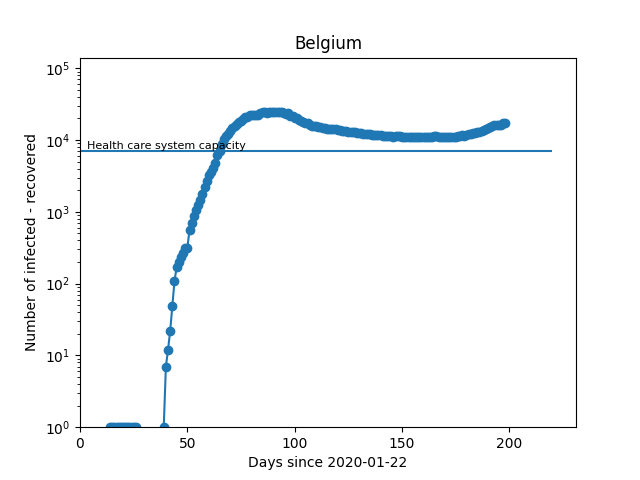 Belgium
Number of infected - recovered
10^5
10^4
10^3
10^2
10^1
10^0
Health care system capacity
0 50 100 150 200
Days since 2020-01-22